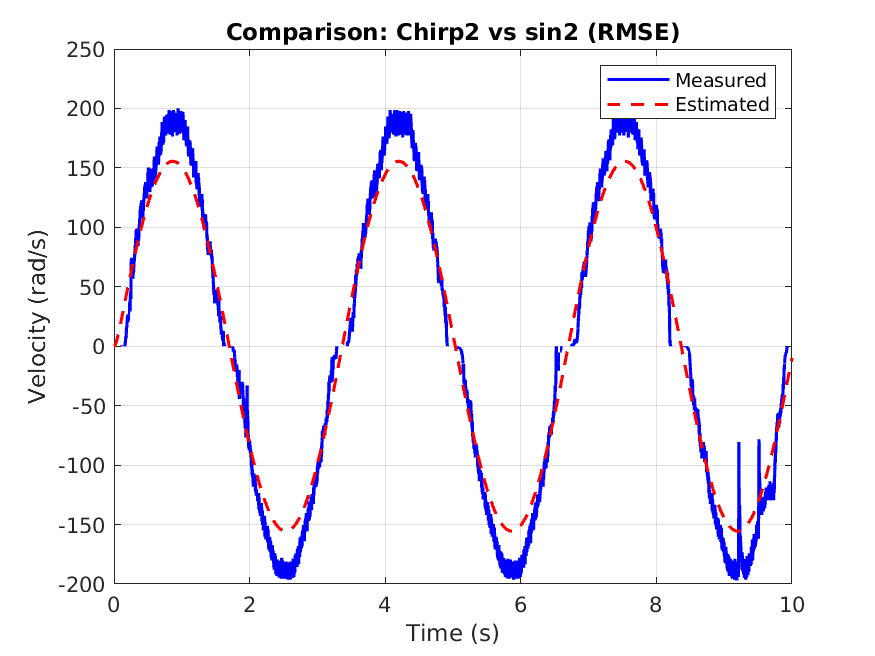 Comparison: Chirp2 vs sin2 (RMSE)
Measured
Estimated
250
200
150
100
50
0
-50
-100
-150
-200
Velocity (rad/s)
0 2 4 6 8 10
Time (s)